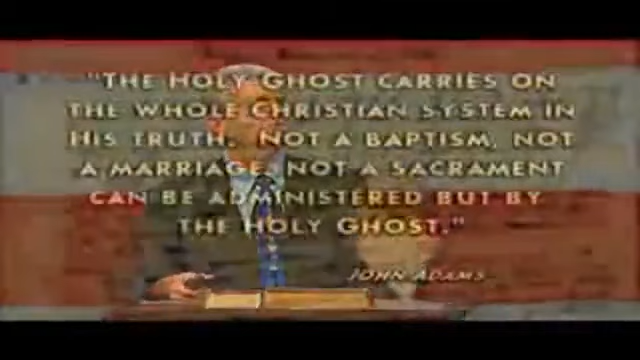 "THE HOLY GHOST CARRIES ON
THE WHOLE CHRISTIAN SYSTEM IN
HIS TRUTH. NOT A BAPTISM, NOT
A MARRIAGE, NOT A SACRAMENT
CAN BE ADMINISTERED BUT BY
THE HOLY GHOST."
JOHN ADAMS